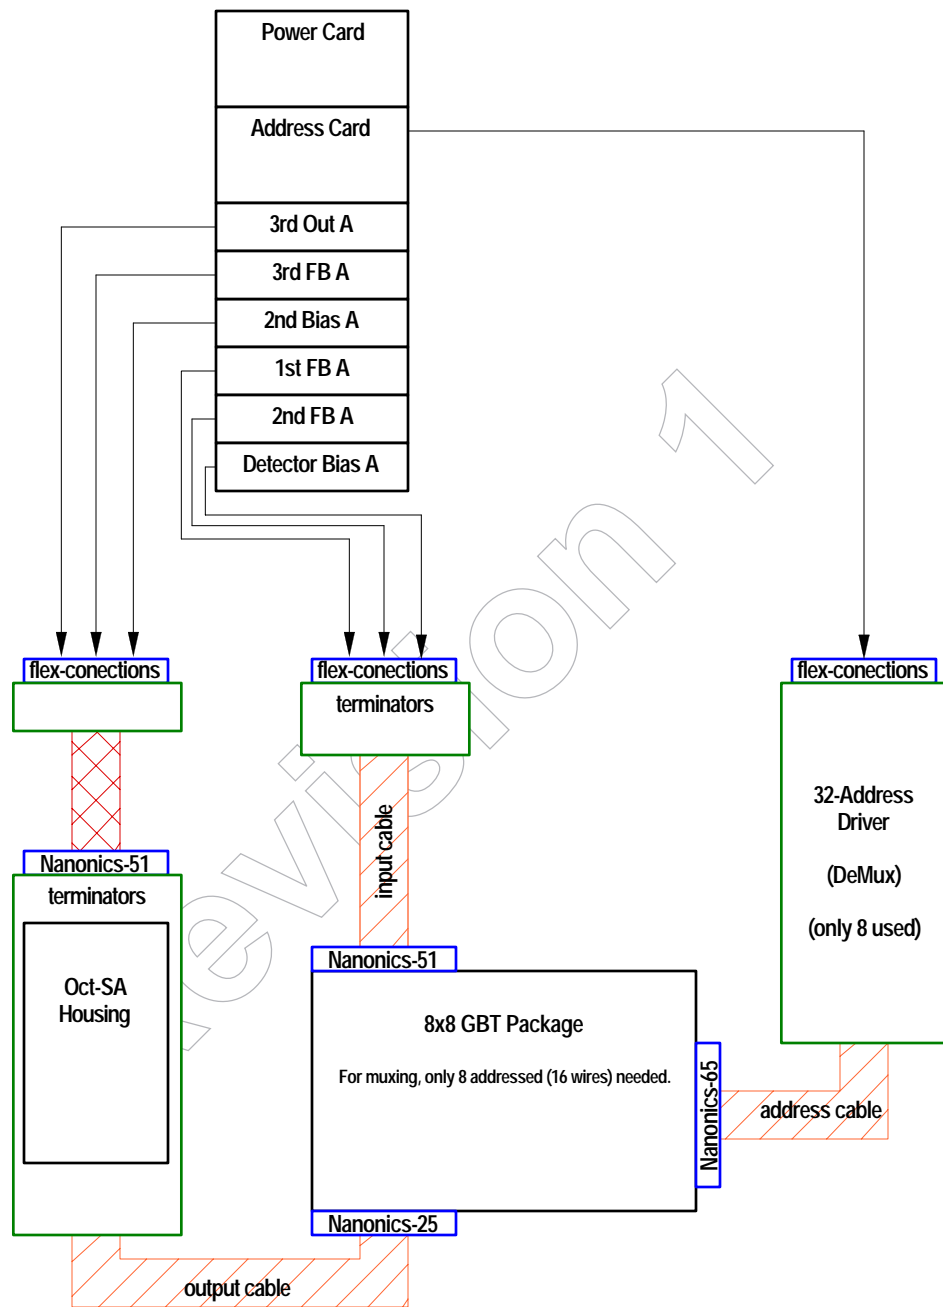 Power Card
Address Card
3rd Out A
3rd FB A
2nd Bias A
1st FB A
2nd FB A
Detector Bias A
Revision 1
flex-conections
flex-conections
flex-conections
terminators
32-Address
Driver
(DeMux)
(only 8 used)
input cable
Nanonics-51
terminators
Oct-SA
Housing
Nanonics-51
8x8 GBT Package
For muxing, only 8 addressed (16 wires) needed.
Nanonics-65
address cable
Nanonics-25
output cable